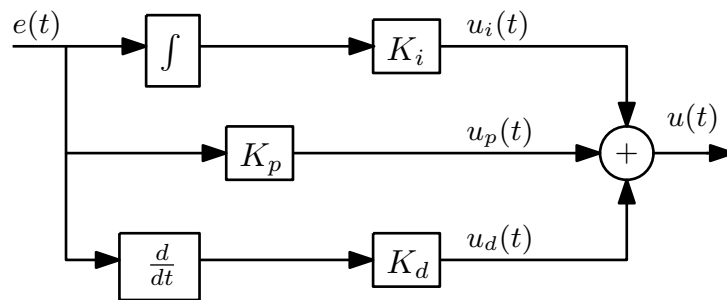 e(t)
∫
K_i
u_i(t)
K_p
u_p(t)
+
u(t)
d/dt
K_d
u_d(t)